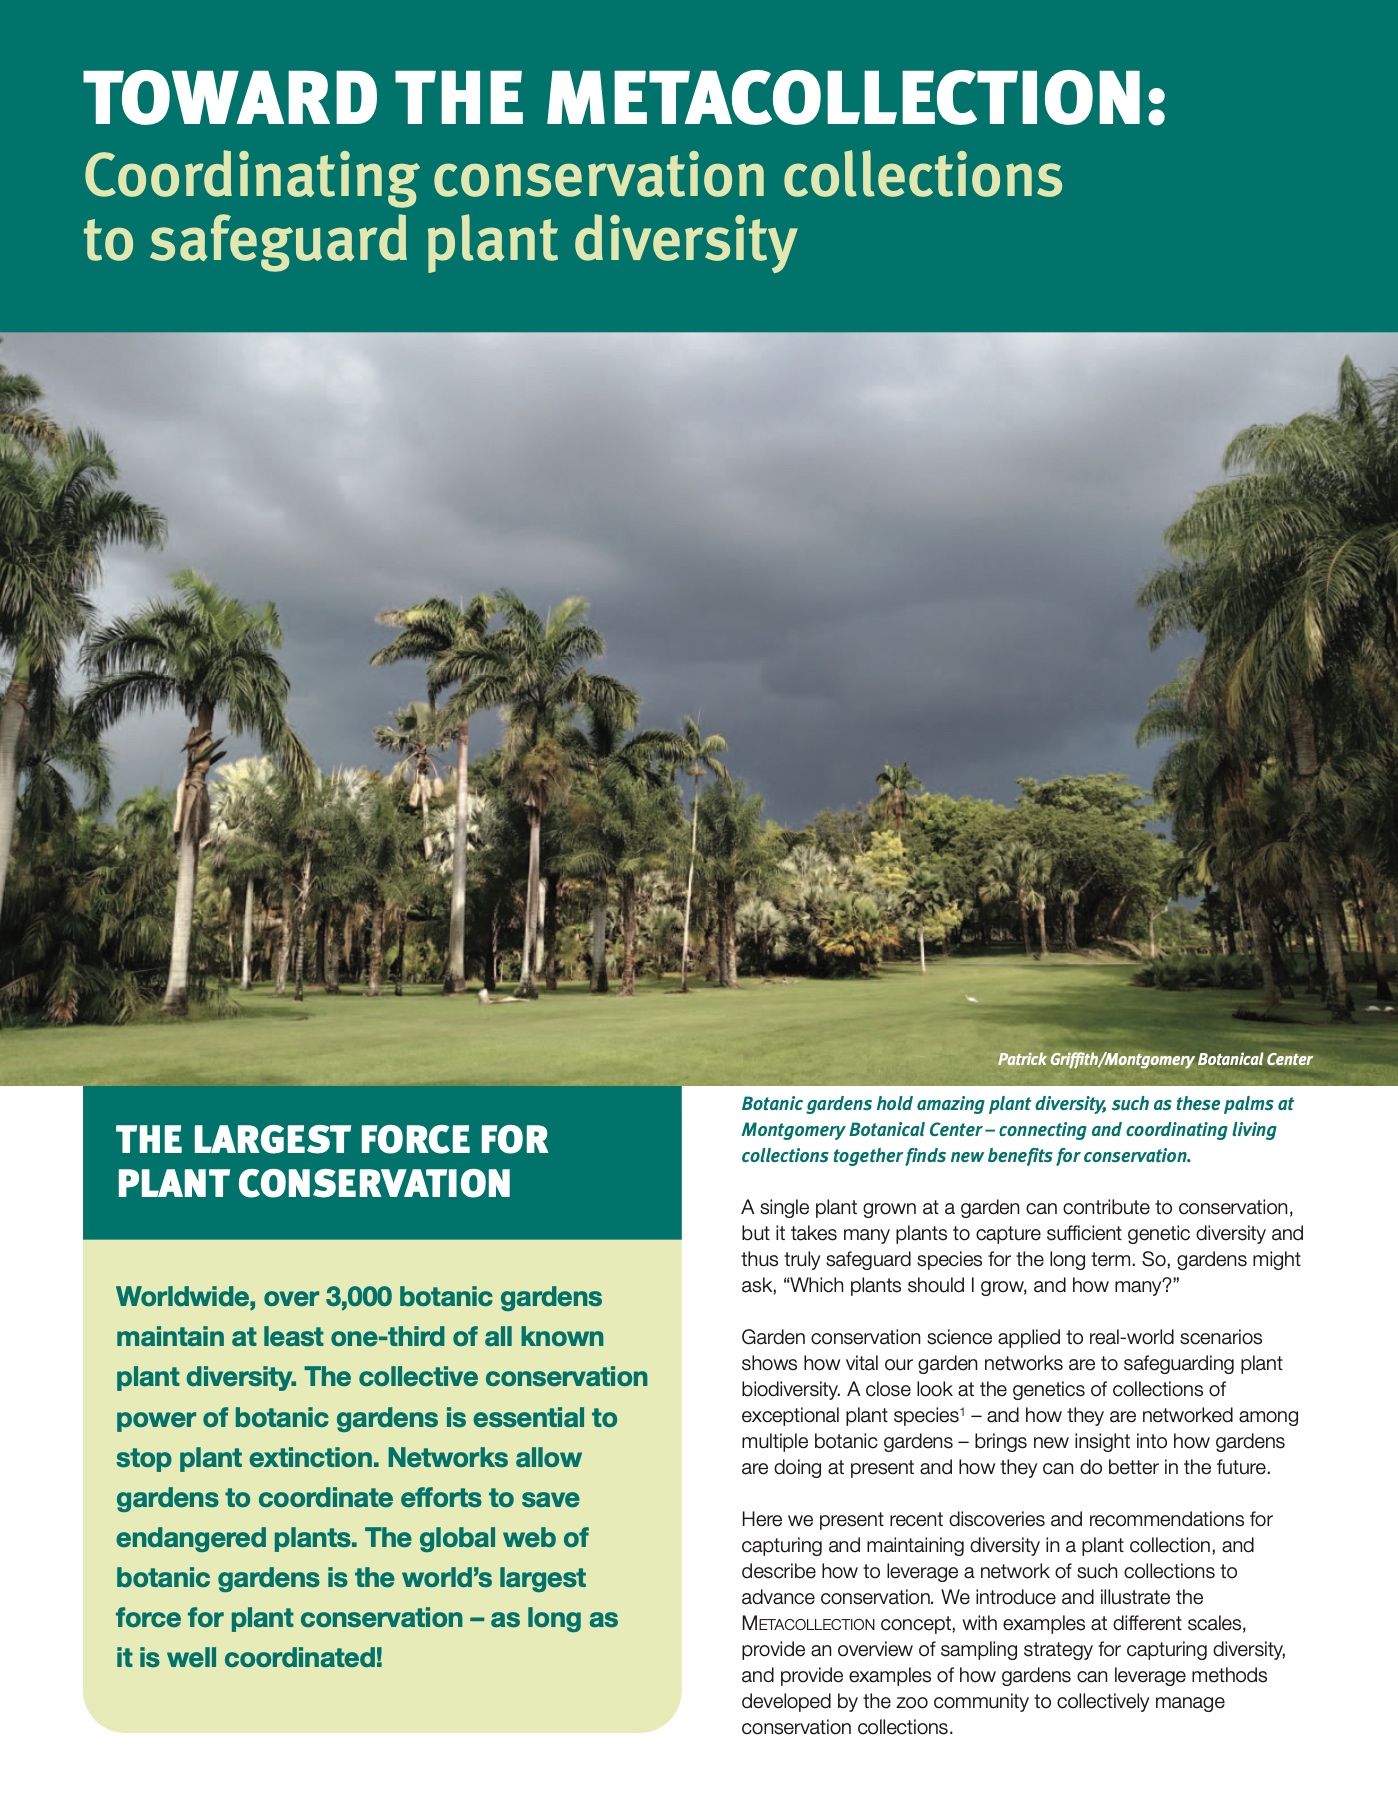 TOWARD THE METACOLLECTION:
Coordinating conservation collections
to safeguard plant diversity
Patrick Griffith/Montgomery Botanical Center
THE LARGEST FORCE FOR
PLANT CONSERVATION
Worldwide, over 3,000 botanic gardens
maintain at least one-third of all known
plant diversity. The collective conservation
power of botanic gardens is essential to
stop plant extinction. Networks allow
gardens to coordinate efforts to save
endangered plants. The global web of
botanic gardens is the world’s largest
force for plant conservation – as long as
it is well coordinated!
Botanic gardens hold amazing plant diversity, such as these palms at
Montgomery Botanical Center – connecting and coordinating living
collections together finds new benefits for conservation.
A single plant grown at a garden can contribute to conservation,
but it takes many plants to capture sufficient genetic diversity and
thus truly safeguard species for the long term. So, gardens might
ask, “Which plants should I grow, and how many?”
Garden conservation science applied to real-world scenarios
shows how vital our garden networks are to safeguarding plant
biodiversity. A close look at the genetics of collections of
exceptional plant species¹ – and how they are networked among
multiple botanic gardens – brings new insight into how gardens
are doing at present and how they can do better in the future.
Here we present recent discoveries and recommendations for
capturing and maintaining diversity in a plant collection, and
describe how to leverage a network of such collections to
advance conservation. We introduce and illustrate the
METACOLLECTION concept, with examples at different scales,
provide an overview of sampling strategy for capturing diversity,
and provide examples of how gardens can leverage methods
developed by the zoo community to collectively manage
conservation collections.